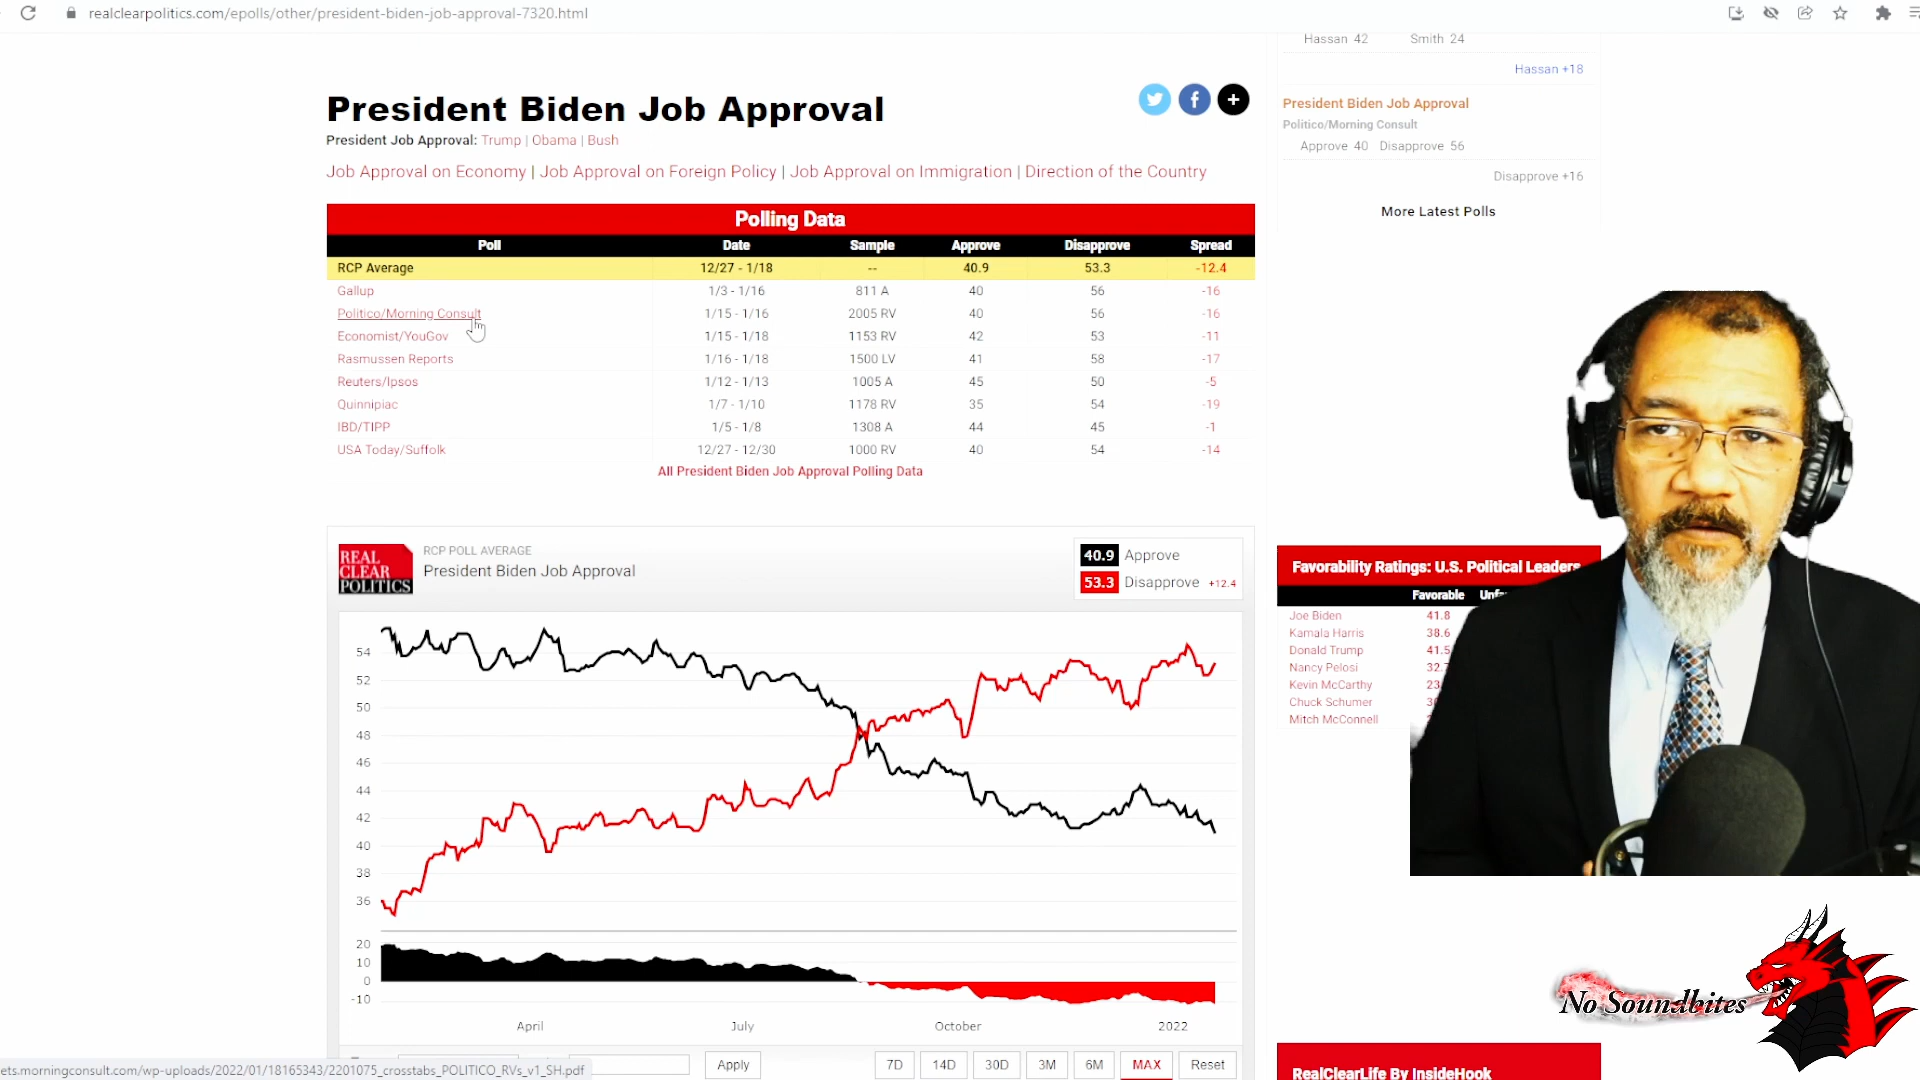 realclearpolitics.com/epolls/other/president-biden-job-approval-7320.html
President Biden Job Approval
President Job Approval: Trump | Obama | Bush
Job Approval on Economy | Job Approval on Foreign Policy | Job Approval on Immigration | Direction of the Country
Polling Data
Poll Date Sample Approve Disapprove Spread
RCP Average 12/27 - 1/18 -- 40.9 53.3 -12.4
Gallup 1/3 - 1/16 811 A 40 56 -16
Politico/Morning Consult 1/15 - 1/16 2005 RV 40 56 -16
Economist/YouGov 1/15 - 1/18 1153 RV 42 53 -11
Rasmussen Reports 1/16 - 1/18 1500 LV 41 58 -17
Reuters/Ipsos 1/12 - 1/13 1005 A 45 50 -5
Quinnipiac 1/7 - 1/10 1178 RV 35 54 -19
IBD/TIPP 1/5 - 1/8 1308 A 44 45 -1
USA Today/Suffolk 12/27 - 12/30 1000 RV 40 54 -14
All President Biden Job Approval Polling Data
REAL
CLEAR
POLITICS
RCP POLL AVERAGE
President Biden Job Approval
40.9 Approve
53.3 Disapprove +12.4
54
52
50
48
46
44
42
40
38
36
20
10
0
-10
April July October 2022
Apply 7D 14D 30D 3M 6M MAX Reset
ets.morningconsult.com/wp-uploads/2022/01/18165343/2201075_crosstabs_POLITICO_RVs_v1_SH.pdf
Hassan 42 Smith 24
Hassan +18
President Biden Job Approval
Politico/Morning Consult
Approve 40 Disapprove 56
Disapprove +16
More Latest Polls
Favorability Ratings: U.S. Political Leaders
Favorable Unfa
Joe Biden 41.8
Kamala Harris 38.6
Donald Trump 41.5
Nancy Pelosi 32.7
Kevin McCarthy 23
Chuck Schumer
Mitch McConnell
No Soundbites
RealClearLife By InsideHook